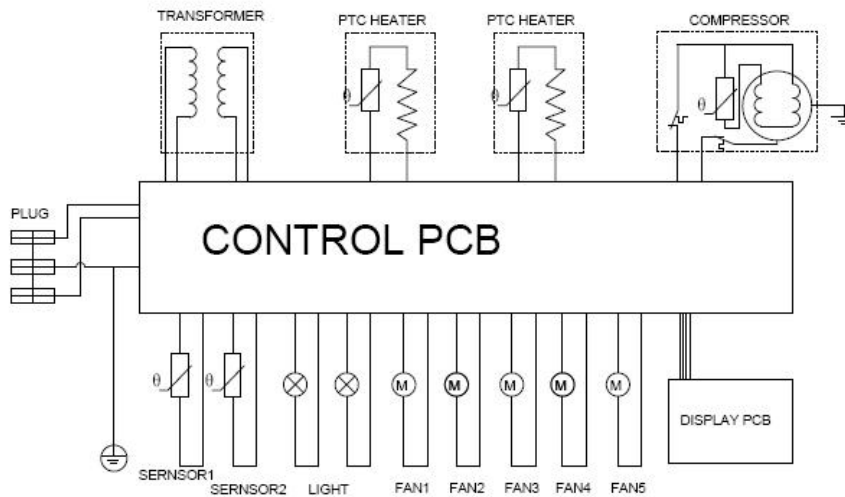 TRANSFORMER
PTC HEATER
PTC HEATER
COMPRESSOR
θ
θ
θ
PLUG
CONTROL PCB
θ
θ
M
M
M
M
M
DISPLAY PCB
SERNSOR1
SERNSOR2
LIGHT
FAN1
FAN2
FAN3
FAN4
FAN5